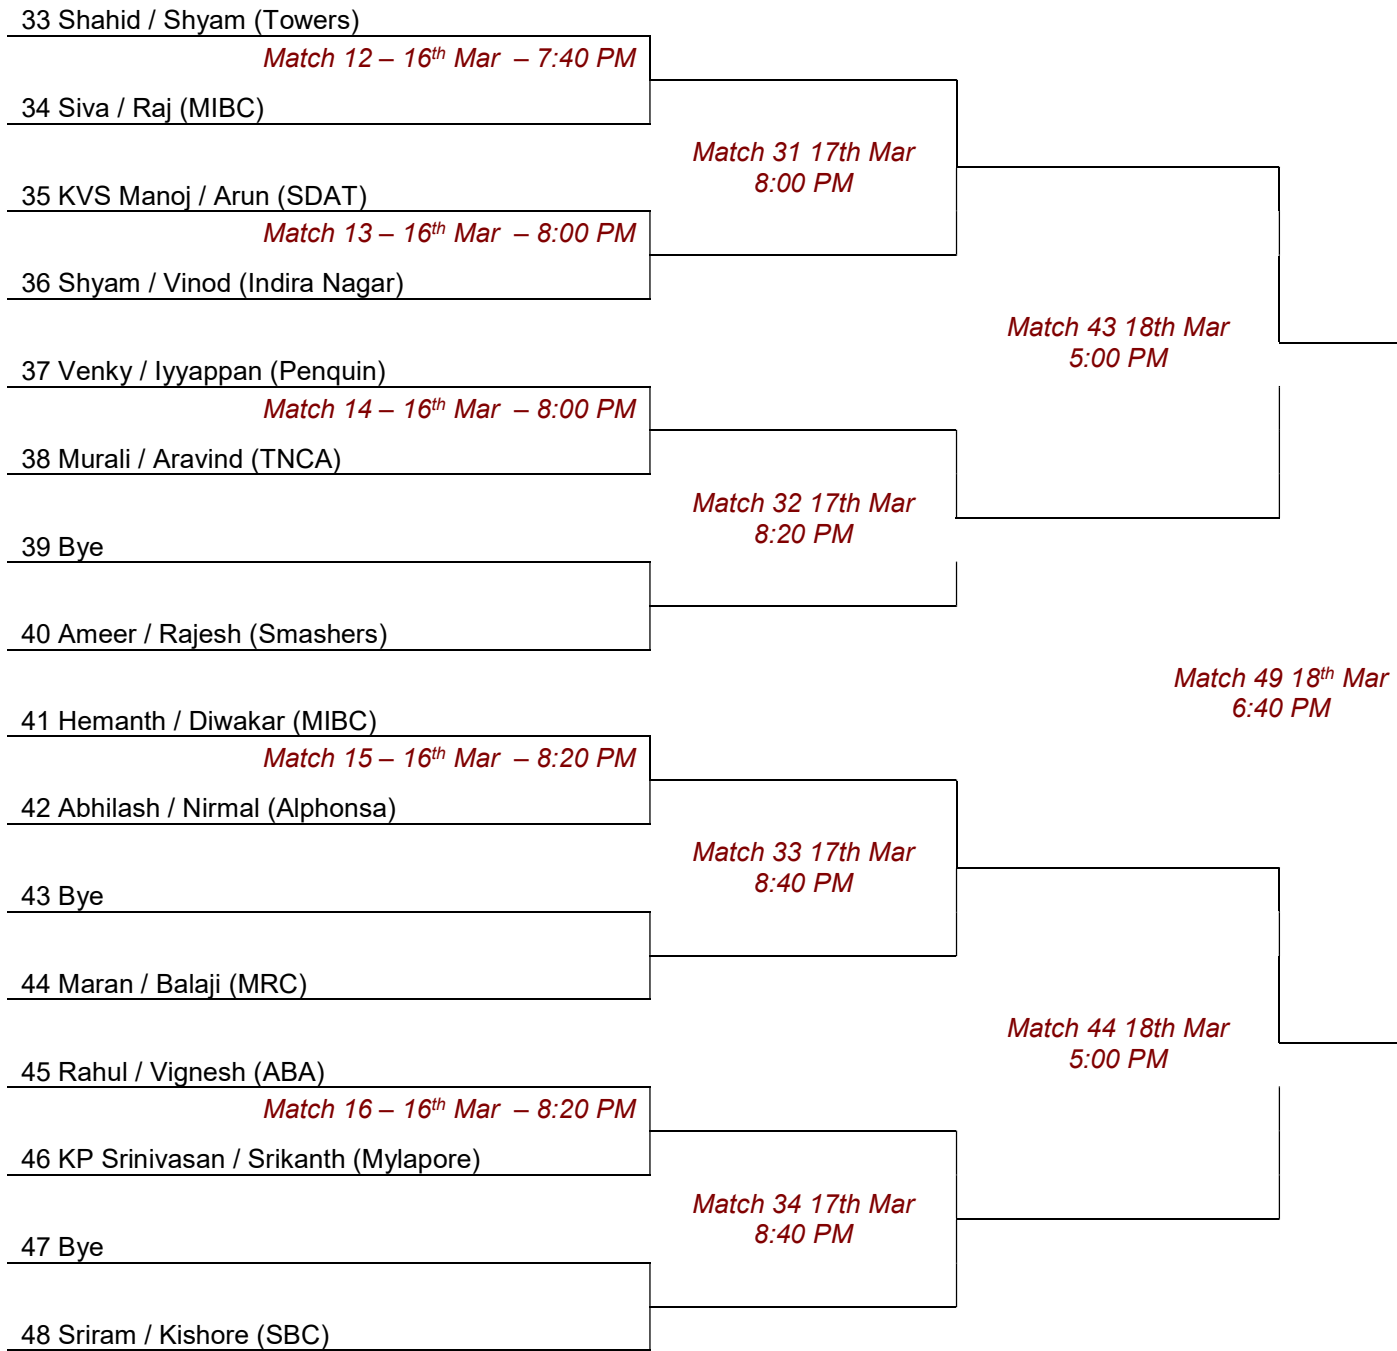 33 Shahid / Shyam (Towers)
Match 12 – 16th Mar – 7:40 PM
34 Siva / Raj (MIBC)
Match 31 17th Mar
8:00 PM
35 KVS Manoj / Arun (SDAT)
Match 13 – 16th Mar – 8:00 PM
36 Shyam / Vinod (Indira Nagar)
Match 43 18th Mar
5:00 PM
37 Venky / Iyyappan (Penquin)
Match 14 – 16th Mar – 8:00 PM
38 Murali / Aravind (TNCA)
Match 32 17th Mar
8:20 PM
39 Bye
40 Ameer / Rajesh (Smashers)
Match 49 18th Mar
6:40 PM
41 Hemanth / Diwakar (MIBC)
Match 15 – 16th Mar – 8:20 PM
42 Abhilash / Nirmal (Alphonsa)
Match 33 17th Mar
8:40 PM
43 Bye
44 Maran / Balaji (MRC)
Match 44 18th Mar
5:00 PM
45 Rahul / Vignesh (ABA)
Match 16 – 16th Mar – 8:20 PM
46 KP Srinivasan / Srikanth (Mylapore)
Match 34 17th Mar
8:40 PM
47 Bye
48 Sriram / Kishore (SBC)